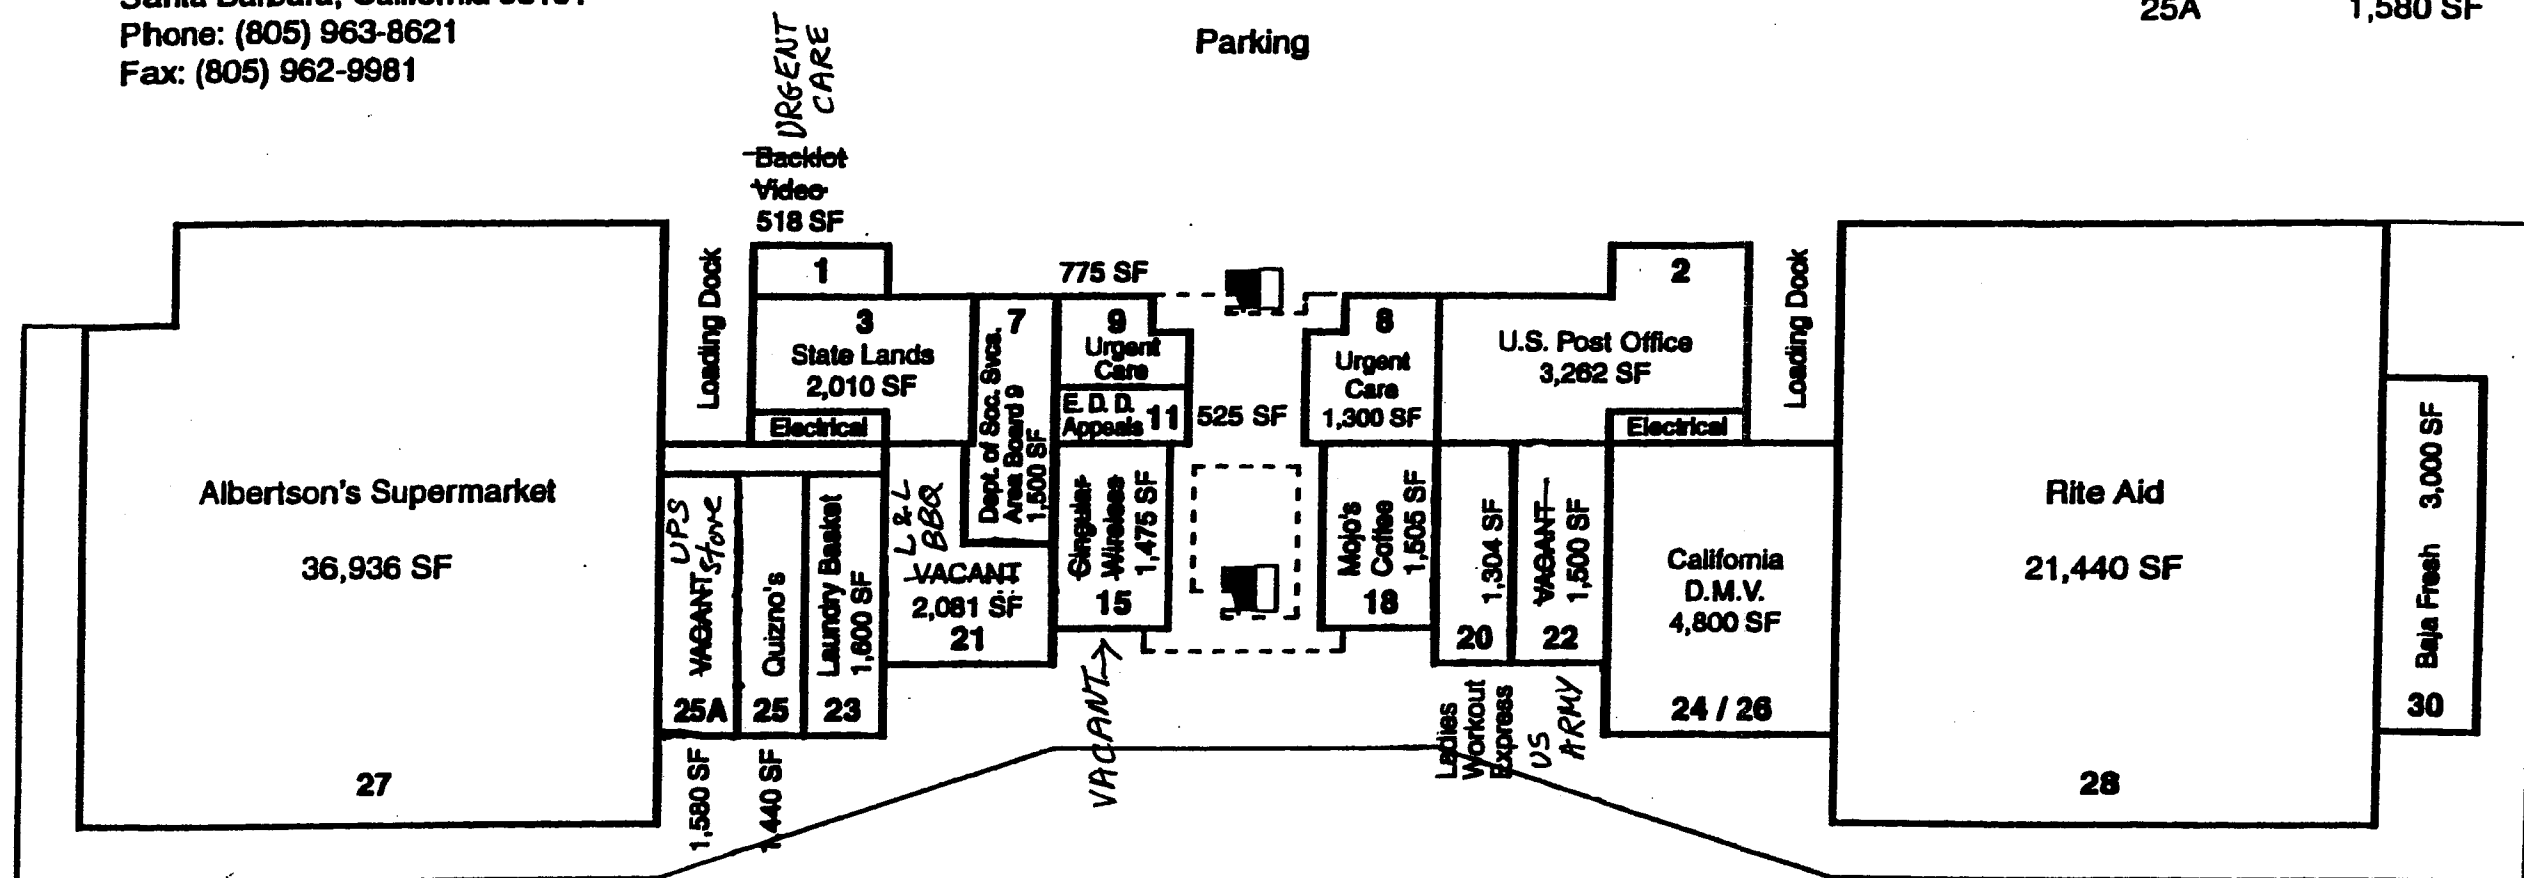 Phone: (805) 963-8621
Fax: (805) 962-9981
URGENT
CARE
Parking
25A 1,580 SF
Backlot
Video
518 SF
1
Loading Dock
3
State Lands
2,010 SF
Electrical
7
Dept. of Soc. Svcs.
Area Board 9
1,500 SF
775 SF
9
Urgent
Care
E. D. D.
Appeals 11
525 SF
8
Urgent
Care
1,300 SF
2
U.S. Post Office
3,262 SF
Electrical
Loading Dock
Albertson's Supermarket
36,936 SF
27
UPS
Store
VACANT
25A
1,580 SF
Quizno's
25
1,440 SF
Laundry Basket
1,600 SF
23
L & L
BBQ
VACANT
2,081 SF
21
Cingular
Wireless
1,475 SF
15
VACANT →
Mojo's
Coffee
1,505 SF
18
1,304 SF
20
Ladies
Workout
Express
VACANT
1,500 SF
22
US
ARMY
California
D.M.V.
4,800 SF
24 / 26
Rite Aid
21,440 SF
28
Baja Fresh 3,000 SF
30